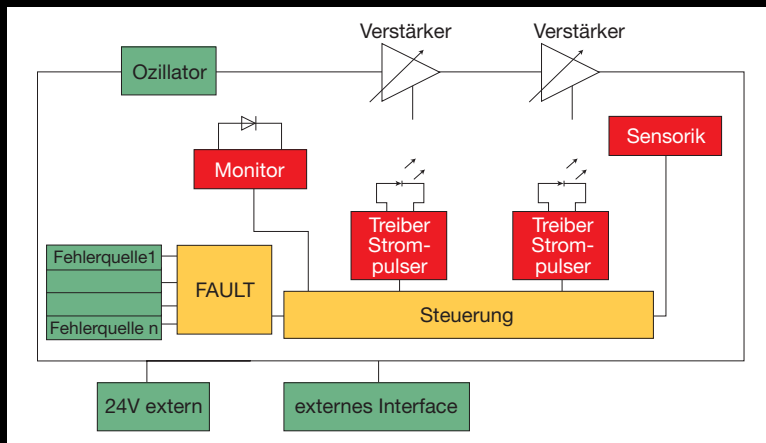 Verstärker
Verstärker
Ozillator
Sensorik
Monitor
Treiber
Strom-
pulser
Treiber
Strom-
pulser
Fehlerquelle1
FAULT
Fehlerquelle n
Steuerung
24V extern
externes Interface